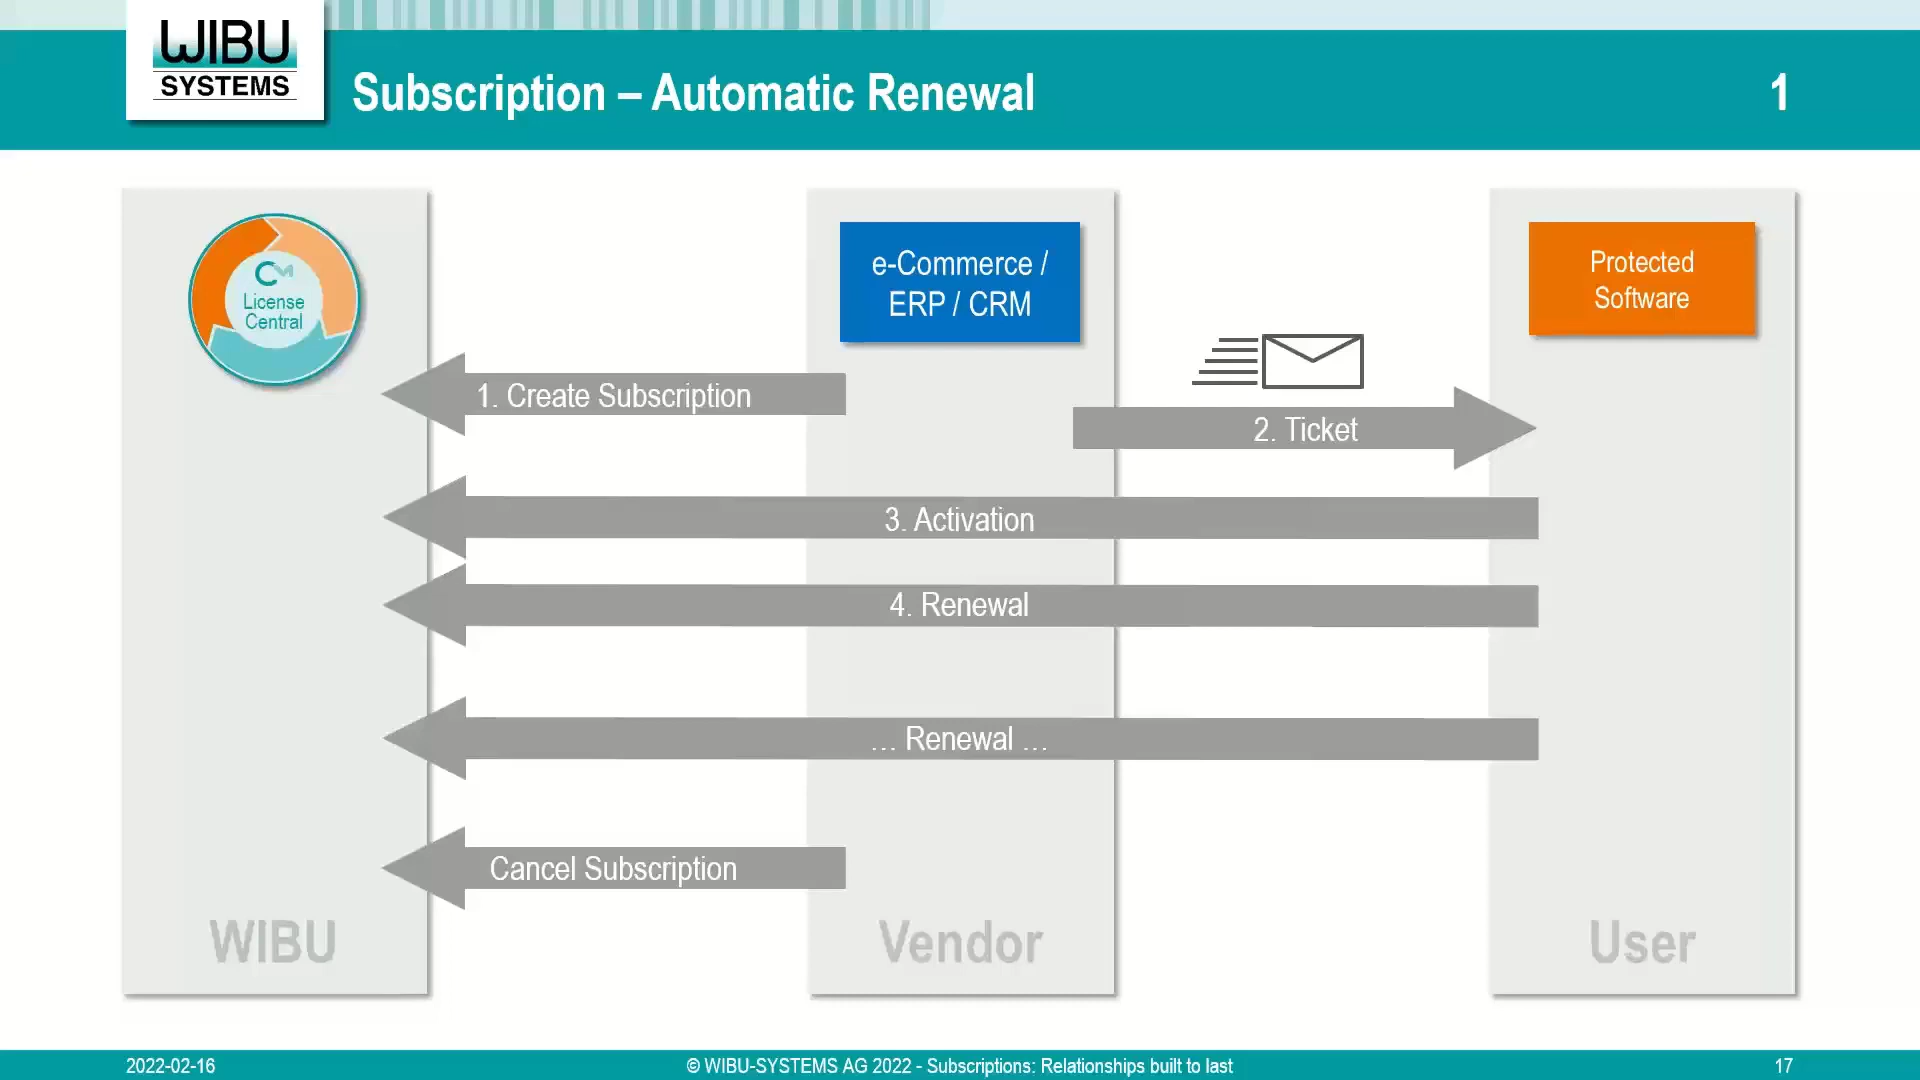 WIBU
SYSTEMS
Subscription – Automatic Renewal
1
CM
License
Central
e-Commerce /
ERP / CRM
Protected
Software
1. Create Subscription
2. Ticket
3. Activation
4. Renewal
... Renewal ...
Cancel Subscription
WIBU
Vendor
User
2022-02-16
© WIBU-SYSTEMS AG 2022 - Subscriptions: Relationships built to last
17